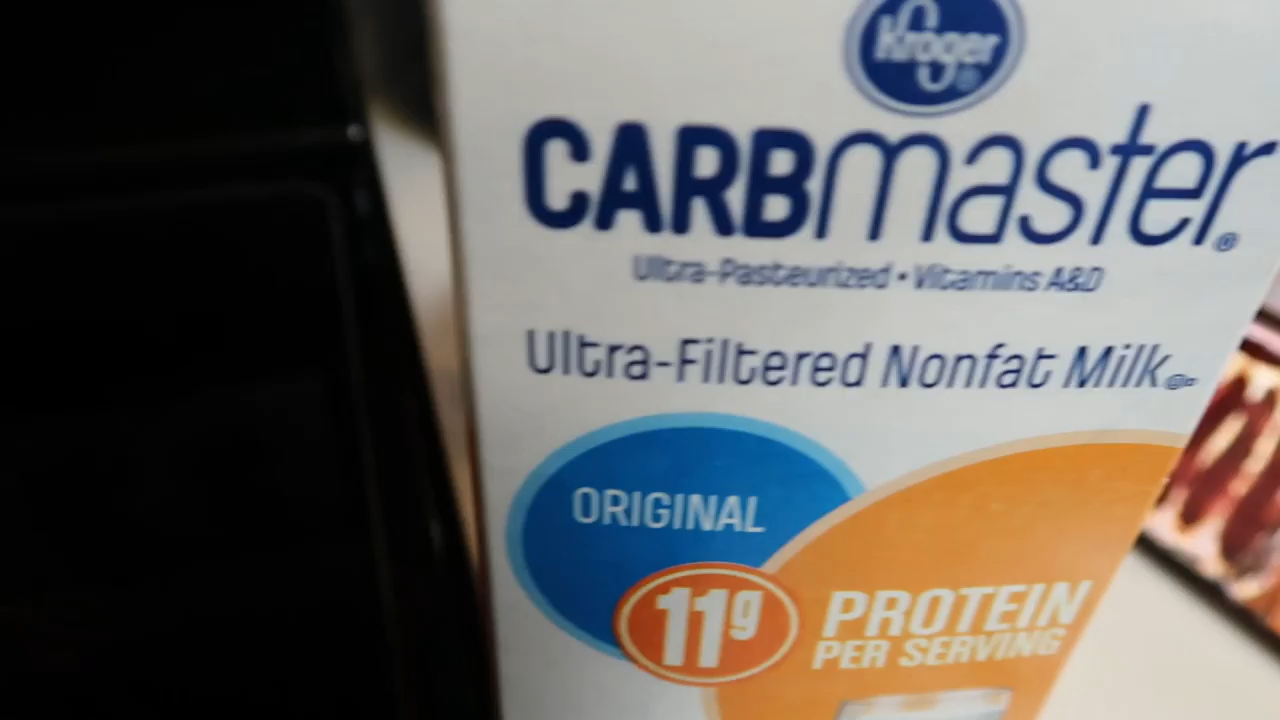 Kroger
CARBmaster®
Ultra-Pasteurized • Vitamins A&D
Ultra-Filtered Nonfat Milk
ORIGINAL
11g
PROTEIN
PER SERVING